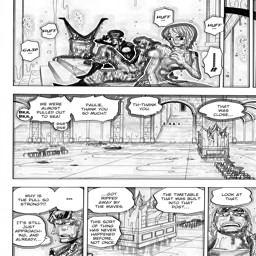 HUFF
HUFF
HUFF
GASP
WE WERE
ALMOST
PULLED OUT
TO SEA!
PAULIE,
THANK YOU
SO MUCH!!
TH-THANK
YOU.
THAT
WAS
CLOSE...
WHY IS
THE PULL
SO STRONG??
IT'S STILL
JUST
APPROACH-
ING, AND
ALREADY...
...GOT
RIPPED
AWAY BY
THE WAVES.
THIS SORT OF
THING HAS
NEVER
HAPPENED
BEFORE,
NOT ONCE.
THE TIMETABLE
THAT WAS
BUILT INTO
THAT POST...
LOOK AT
THAT.